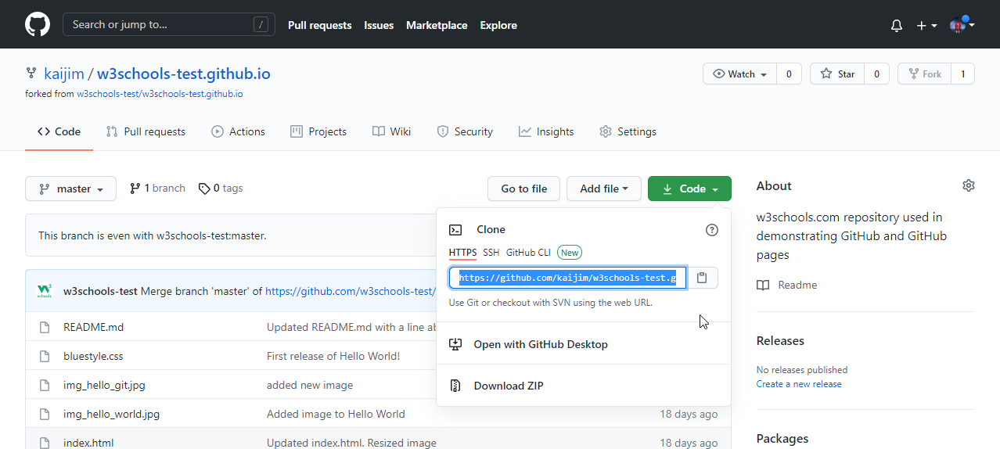 Search or jump to... /
Pull requests Issues Marketplace Explore
kaijim / w3schools-test.github.io
forked from w3schools-test/w3schools-test.github.io
Watch 0 Star 0 Fork 1
Code Pull requests Actions Projects Wiki Security Insights Settings
master 1 branch 0 tags Go to file Add file Code
This branch is even with w3schools-test:master.
w3 schools w3schools-test Merge branch 'master' of https://github.com/w3schools-test/
README.md Updated README.md with a line ab
bluestyle.css First release of Hello World!
img_hello_git.jpg added new image
img_hello_world.jpg Added image to Hello World 18 days ago
index.html Updated index.html. Resized image 18 days ago
Clone
HTTPS SSH GitHub CLI New
https://github.com/kaijim/w3schools-test.g
Use Git or checkout with SVN using the web URL.
Open with GitHub Desktop
Download ZIP
About
w3schools.com repository used in
demonstrating GitHub and GitHub
pages
Readme
Releases
No releases published
Create a new release
Packages